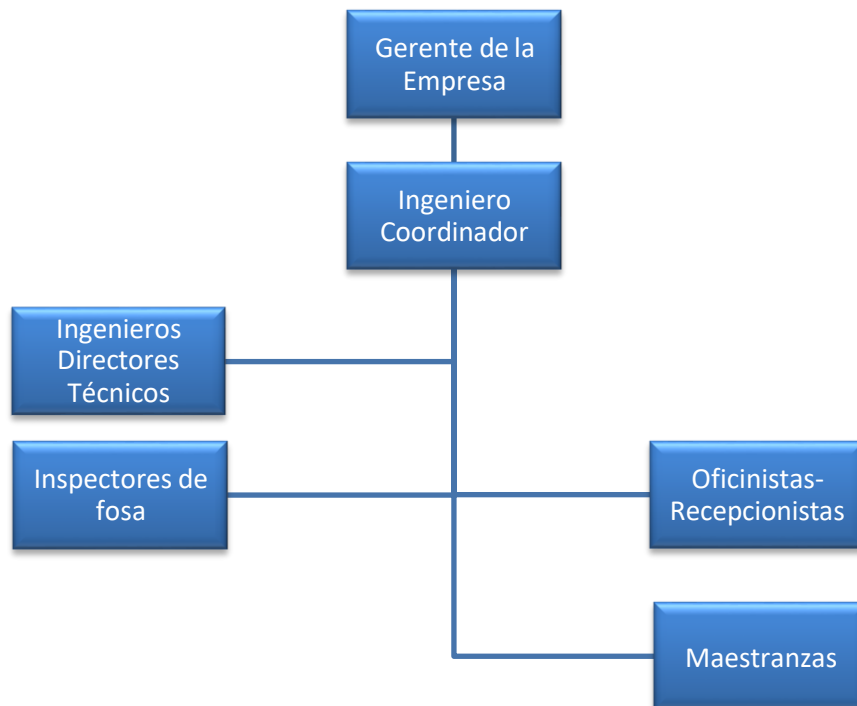 Gerente de la
Empresa
Ingeniero
Coordinador
Ingenieros
Directores
Técnicos
Inspectores de
fosa
Oficinistas-
Recepcionistas
Maestranzas